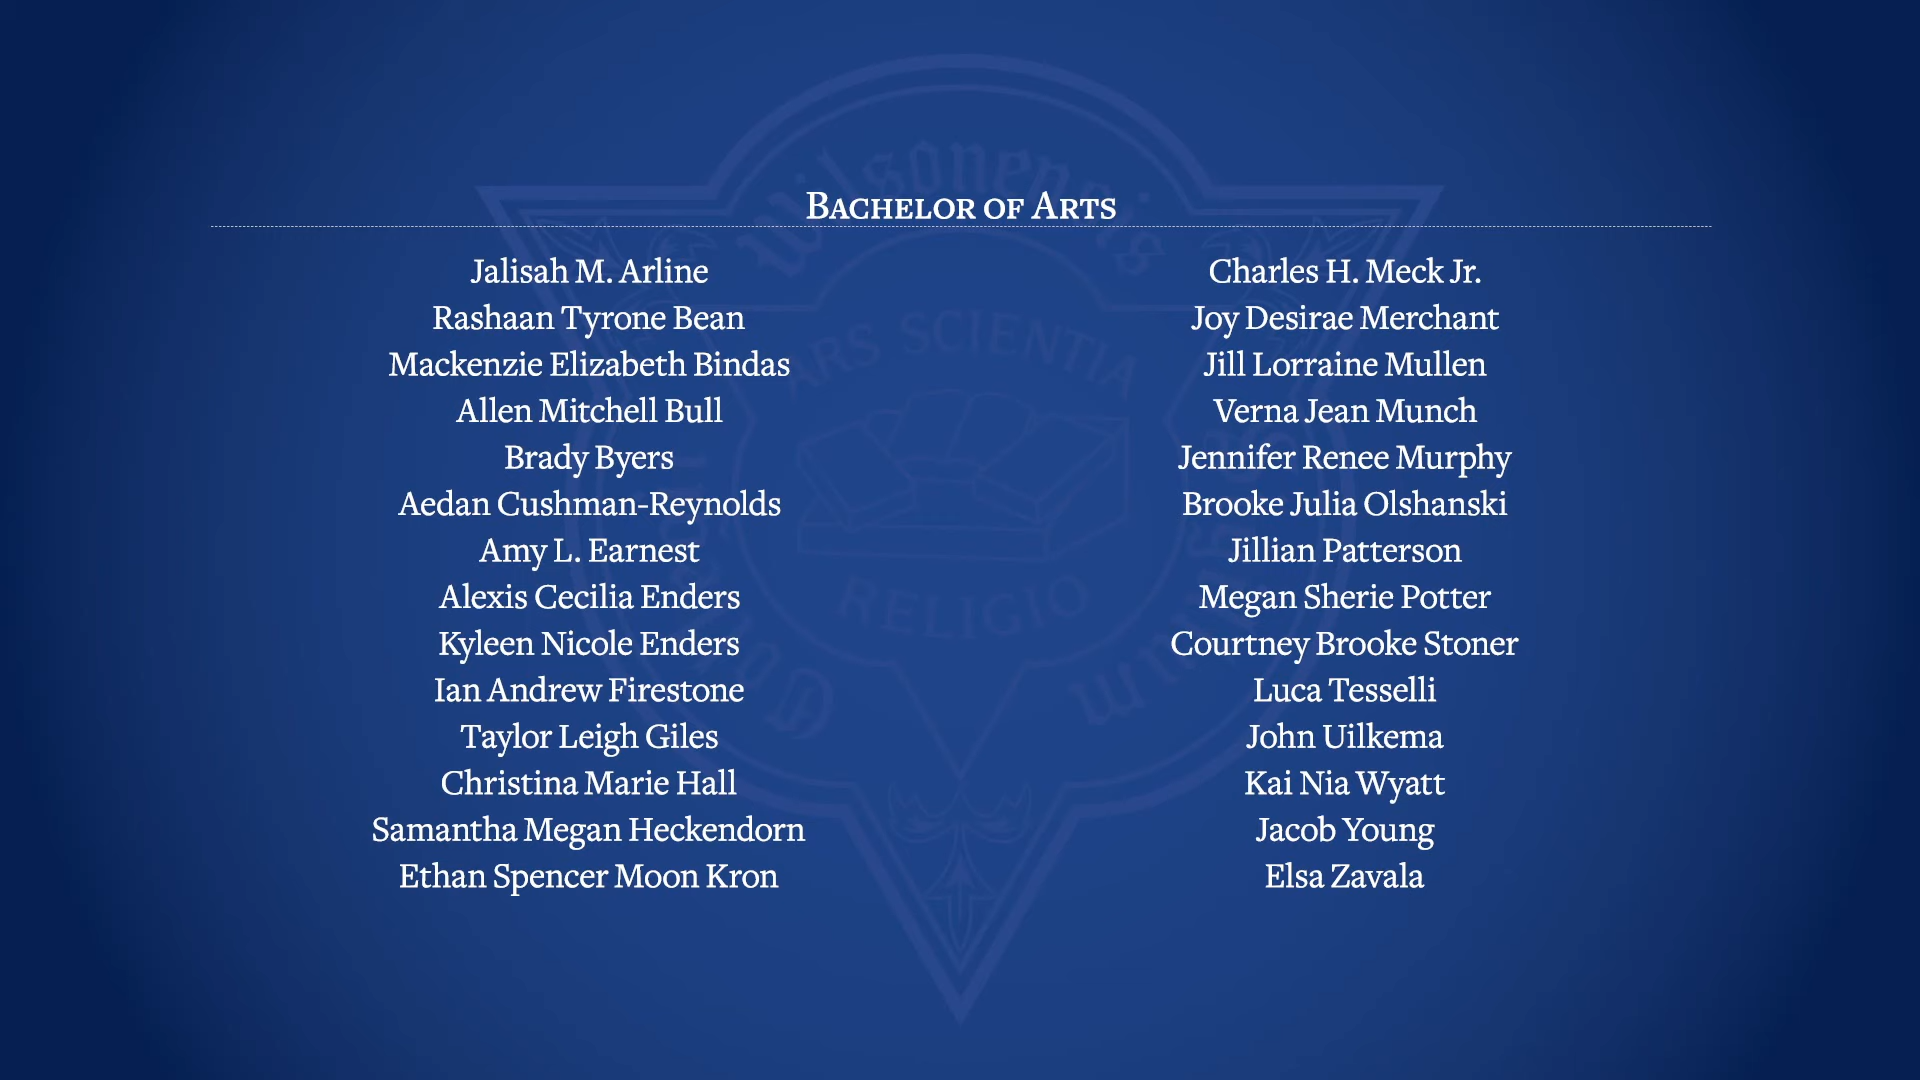 Bachelor of Arts
Jalisah M. Arline
Rashaan Tyrone Bean
Mackenzie Elizabeth Bindas
Allen Mitchell Bull
Brady Byers
Aedan Cushman-Reynolds
Amy L. Earnest
Alexis Cecilia Enders
Kyleen Nicole Enders
Ian Andrew Firestone
Taylor Leigh Giles
Christina Marie Hall
Samantha Megan Heckendorn
Ethan Spencer Moon Kron
Charles H. Meck Jr.
Joy Desirae Merchant
Jill Lorraine Mullen
Verna Jean Munch
Jennifer Renee Murphy
Brooke Julia Olshanski
Jillian Patterson
Megan Sherie Potter
Courtney Brooke Stoner
Luca Tesselli
John Uilkema
Kai Nia Wyatt
Jacob Young
Elsa Zavala
Wilsonensis
ARS SCIENTIA
RELIGIO